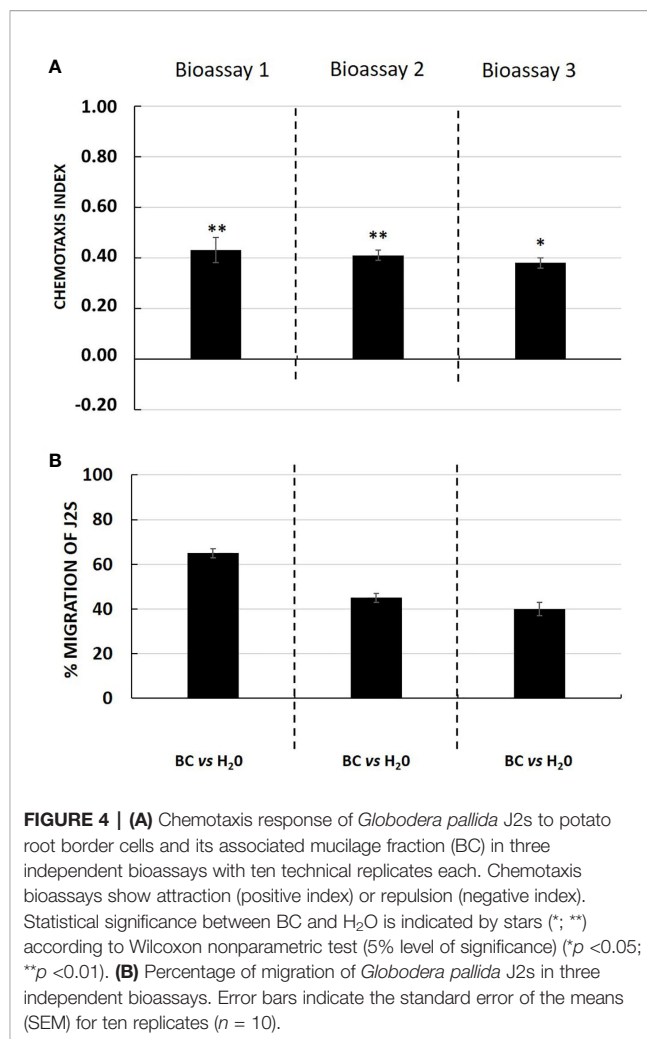 A
Bioassay 1 Bioassay 2 Bioassay 3
CHEMOTAXIS INDEX
1.00
0.80
0.60
0.40
0.20
0.00
-0.20
** ** *
B
% MIGRATION OF J2S
100
80
60
40
20
0
BC vs H₂0 BC vs H₂0 BC vs H₂0
FIGURE 4 | (A) Chemotaxis response of Globodera pallida J2s to potato
root border cells and its associated mucilage fraction (BC) in three
independent bioassays with ten technical replicates each. Chemotaxis
bioassays show attraction (positive index) or repulsion (negative index).
Statistical significance between BC and H₂O is indicated by stars (*; **)
according to Wilcoxon nonparametric test (5% level of significance) (*p <0.05;
**p <0.01). (B) Percentage of migration of Globodera pallida J2s in three
independent bioassays. Error bars indicate the standard error of the means
(SEM) for ten replicates (n = 10).